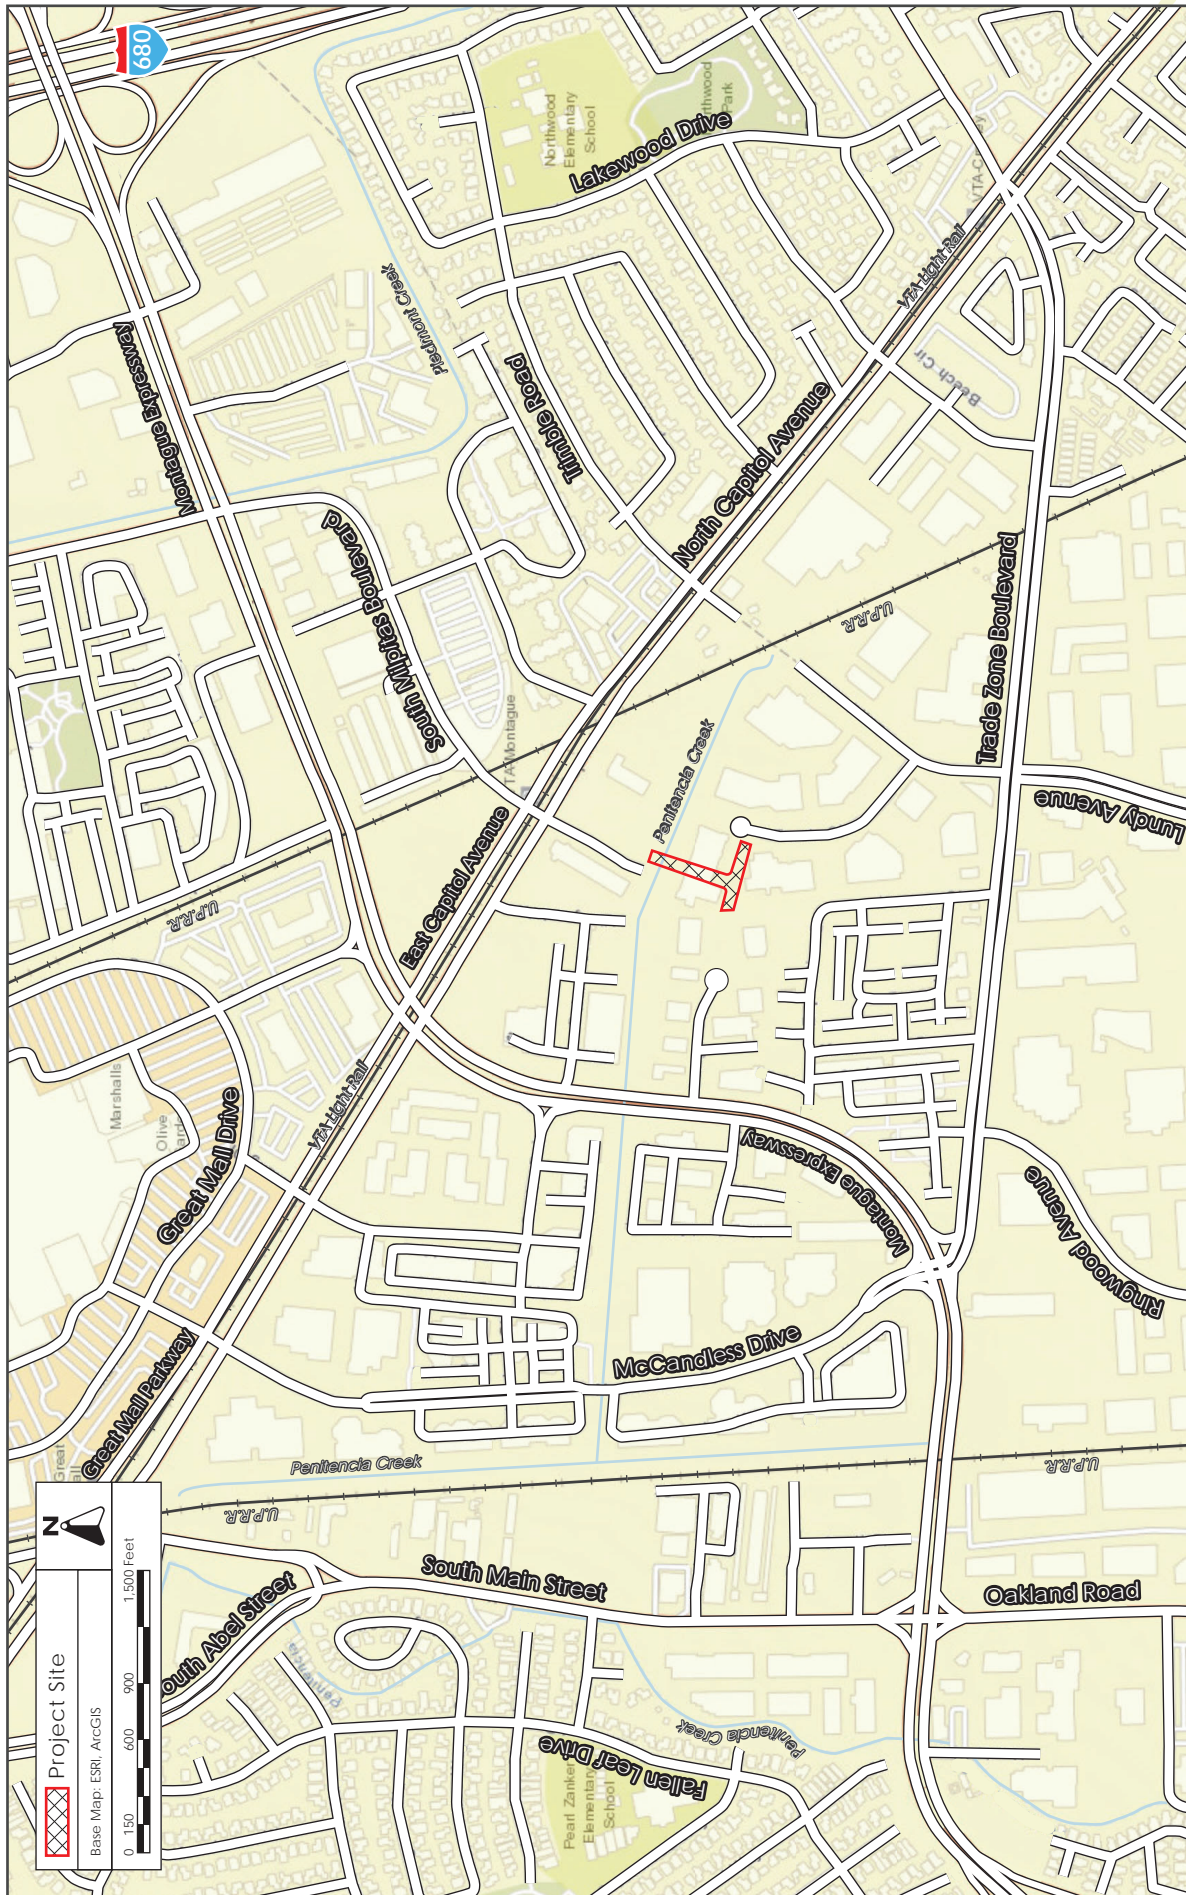 Project Site
Base Map: ESRI, ArcGIS
0 150 600 900 1,500 Feet
N
680
Montague Expressway
Piedmont Creek
Northwood
Elementary
School
Park
Lakewood Drive
Trimble Road
VTA Light Rail
Beech Cir
North Capitol Avenue
South Milpitas Boulevard
U.P.R.R.
Trade Zone Boulevard
Lundy Avenue
Penitencia Creek
East Capitol Avenue
U.P.R.R.
Marshalls
Olive
Great Mall Drive
VTA Light Rail
Montague Expressway
Ringwood Avenue
McCandless Drive
Great Mall Parkway
Great
Penitencia Creek
U.P.R.R.
U.P.R.R.
South Main Street
Oakland Road
outh Abel Street
Penitencia
Penitencia Creek
Fallen Leaf Drive
Pearl Zanker
Elementary
School